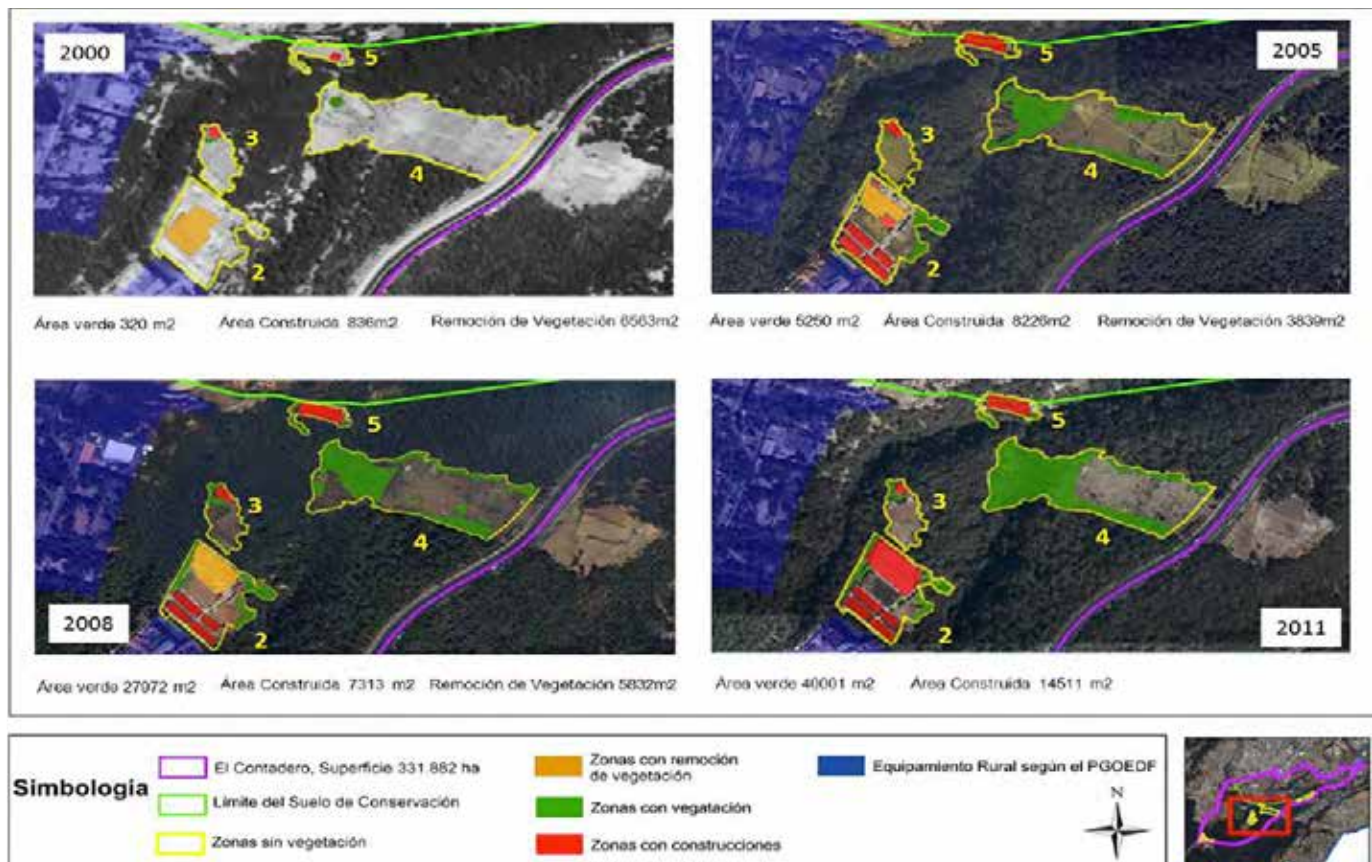 2000
5
3
4
2
Área verde 320 m2 Área Construida 836m2 Remoción de Vegetación 6563m2
2005
5
3
4
2
Área verde 5250 m2 Área Construida 8226m2 Remoción de Vegetación 3839m2
5
3
4
2008
2
Área verde 27972 m2 Área Construida 7313 m2 Remoción de Vegetación 5832m2
5
3
4
2
2011
Área verde 40001 m2 Área Construida 14511 m2
Simbología
El Contadero, Superficie 331.882 ha
Límite del Suelo de Conservación
Zonas sin vegetación
Zonas con remoción
de vegetación
Zonas con vegatación
Zonas con construcciones
Equipamiento Rural según el PGOEDF
N